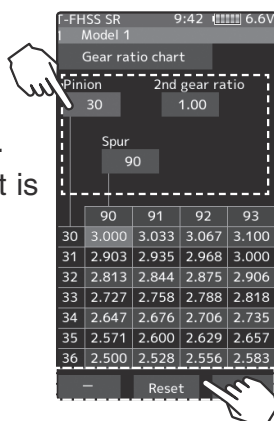 T-FHSS SR 9:42 6.6V
1 Model 1
Gear ratio chart
Pinion 2nd gear ratio
30 1.00
Spur
90
t is
90 91 92 93
30 3.000 3.033 3.067 3.100
31 2.903 2.935 2.968 3.000
32 2.813 2.844 2.875 2.906
33 2.727 2.758 2.788 2.818
34 2.647 2.676 2.706 2.735
35 2.571 2.600 2.629 2.657
36 2.500 2.528 2.556 2.583
– Reset